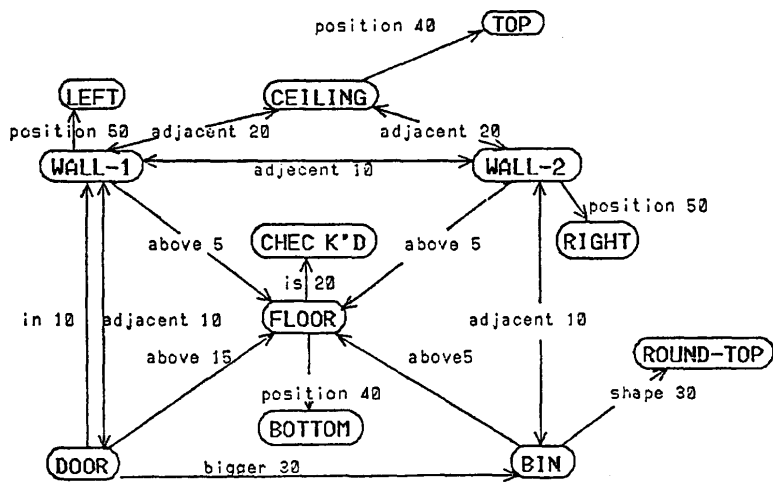 position 40
TOP
LEFT
CEILING
position 50
adjacent 20
adjacent 20
WALL-1
adjecent 10
WALL-2
position 50
above 5
CHEC K'D
above 5
RIGHT
is 20
in 10
adjacent 10
FLOOR
adjacent 10
above 15
above5
ROUND-TOP
position 40
shape 30
BOTTOM
DOOR
bigger 30
BIN